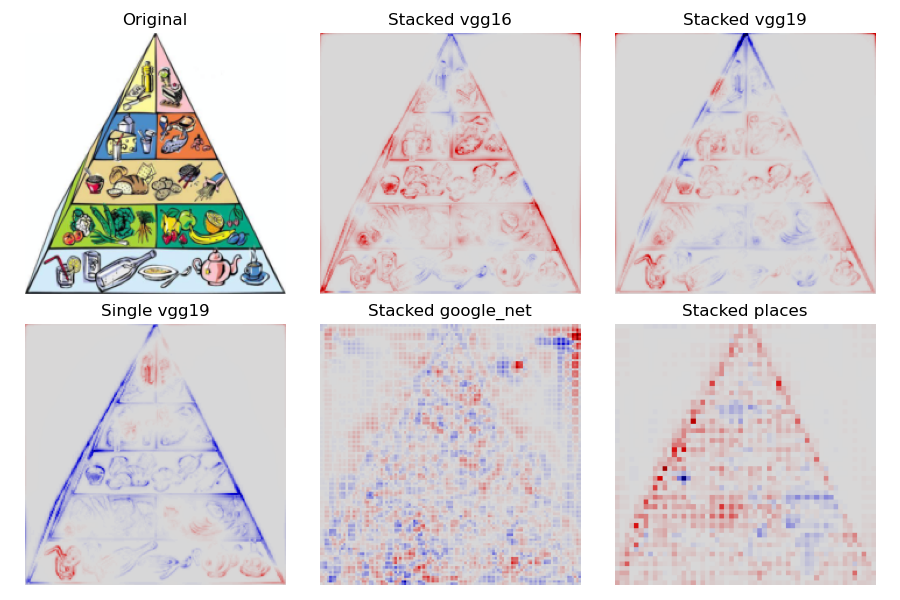 Original
Stacked vgg16
Stacked vgg19
Single vgg19
Stacked google_net
Stacked places